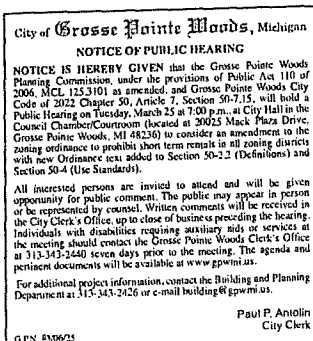 City of Grosse Pointe Woods, Michigan
NOTICE OF PUBLIC HEARING
NOTICE IS HEREBY GIVEN that the Grosse Pointe Woods
Planning Commission, under the provisions of Public Act 110 of
2006, MCL 125.3101 as amended, and Grosse Pointe Woods City
Code of 2022 Chapter 50, Article 7, Section 50-7.15, will hold a
Public Hearing on Tuesday, March 25 at 7:00 p.m., at City Hall in the
Council Chamber/Courtroom (located at 20025 Mack Plaza Drive,
Grosse Pointe Woods, MI 48236) to consider an amendment to the
zoning ordinance to prohibit short term rentals in all zoning districts
with new Ordinance text added to Section 50-2.2 (Definitions) and
Section 50-4 (Use Standards).
All interested persons are invited to attend and will be given
opportunity for public comment. The public may appear in person
or be represented by counsel. Written comments will be received in
the City Clerk's Office, up to close of business preceding the hearing.
Individuals with disabilities requiring auxiliary aids or services at
the meeting should contact the Grosse Pointe Woods Clerk's Office
at 313-343-2440 seven days prior to the meeting. The agenda and
pertinent documents will be available at www.gpwmi.us.
For additional project information, contact the Building and Planning
Department at 313-343-2426 or e-mail building@gpwmi.us.
Paul P. Antolin
City Clerk
G.P.N. 03/06/25